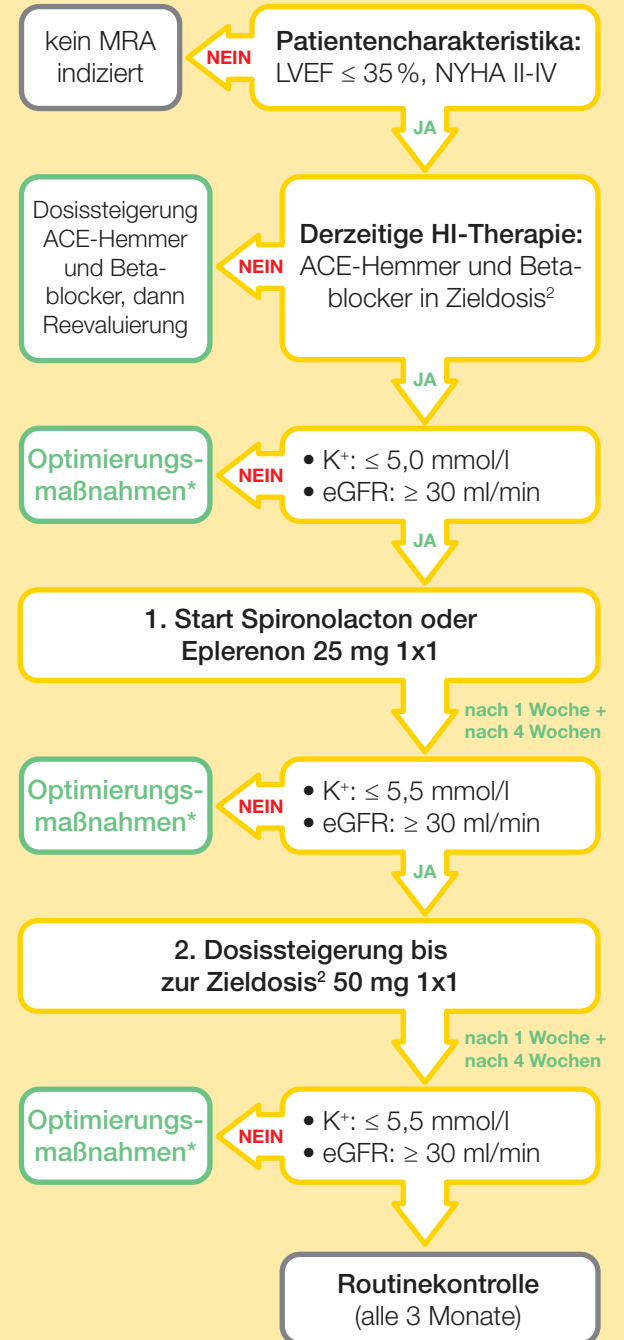 kein MRA
indiziert
NEIN
Patientencharakteristika:
LVEF ≤ 35 %, NYHA II-IV
JA
Dosissteigerung
ACE-Hemmer
und Beta-
blocker, dann
Reevaluierung
NEIN
Derzeitige HI-Therapie:
ACE-Hemmer und Beta-
blocker in Zieldosis²
JA
Optimierungs-
maßnahmen*
NEIN
• K⁺: ≤ 5,0 mmol/l
• eGFR: ≥ 30 ml/min
JA
1. Start Spironolacton oder
Eplerenon 25 mg 1x1
nach 1 Woche +
nach 4 Wochen
Optimierungs-
maßnahmen*
NEIN
• K⁺: ≤ 5,5 mmol/l
• eGFR: ≥ 30 ml/min
JA
2. Dosissteigerung bis
zur Zieldosis² 50 mg 1x1
nach 1 Woche +
nach 4 Wochen
Optimierungs-
maßnahmen*
NEIN
• K⁺: ≤ 5,5 mmol/l
• eGFR: ≥ 30 ml/min
Routinekontrolle
(alle 3 Monate)